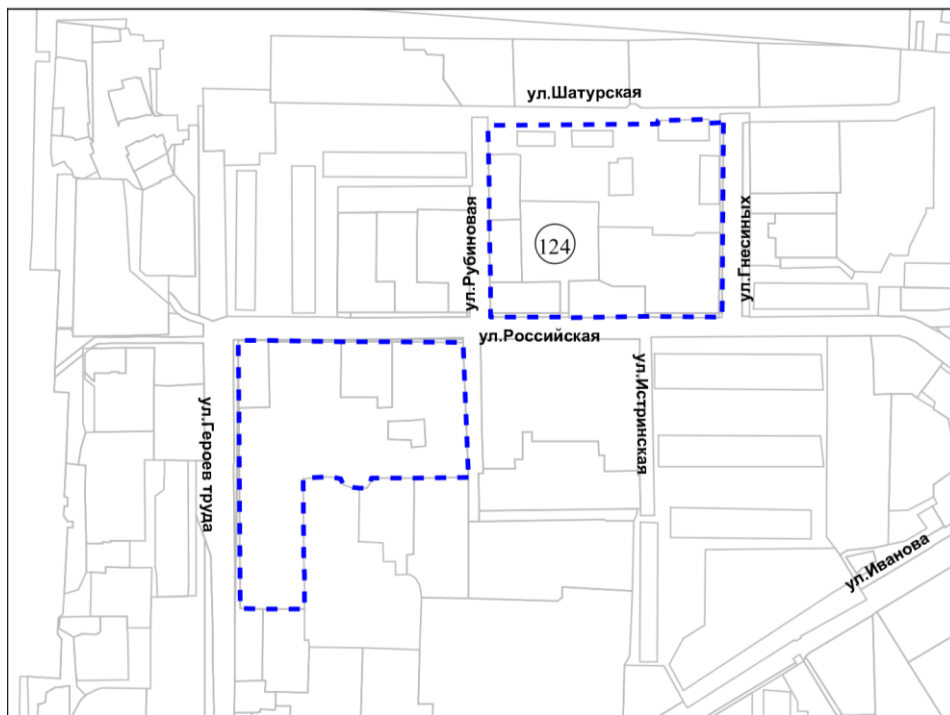 ул.Шатурская
ул.Рубиновая
124
ул.Гнесиных
ул.Российская
ул.Героев труда
ул.Истринская
ул.Иванова